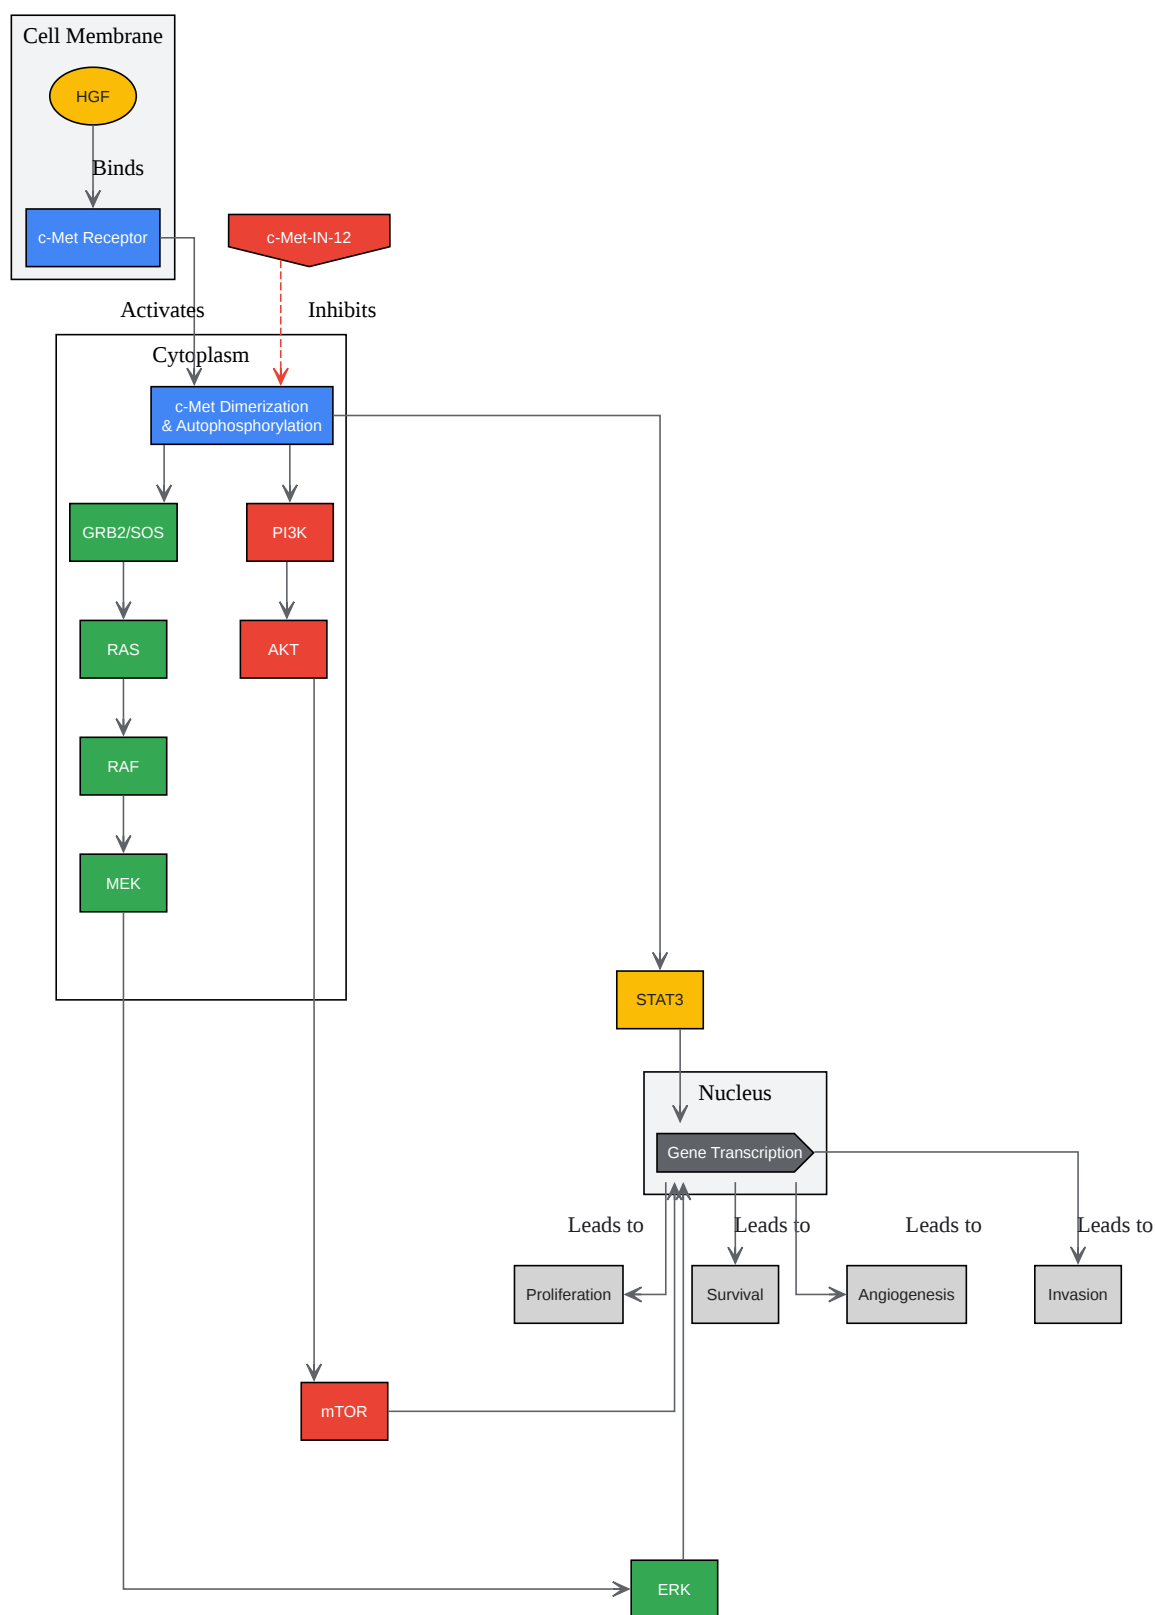 Cell Membrane
HGF
Binds
c-Met Receptor
c-Met-IN-12
Activates
Inhibits
Cytoplasm
c-Met Dimerization
& Autophosphorylation
GRB2/SOS
PI3K
RAS
AKT
RAF
MEK
STAT3
Nucleus
Gene Transcription
Leads to
Leads to
Leads to
Leads to
Proliferation
Survival
Angiogenesis
Invasion
mTOR
ERK